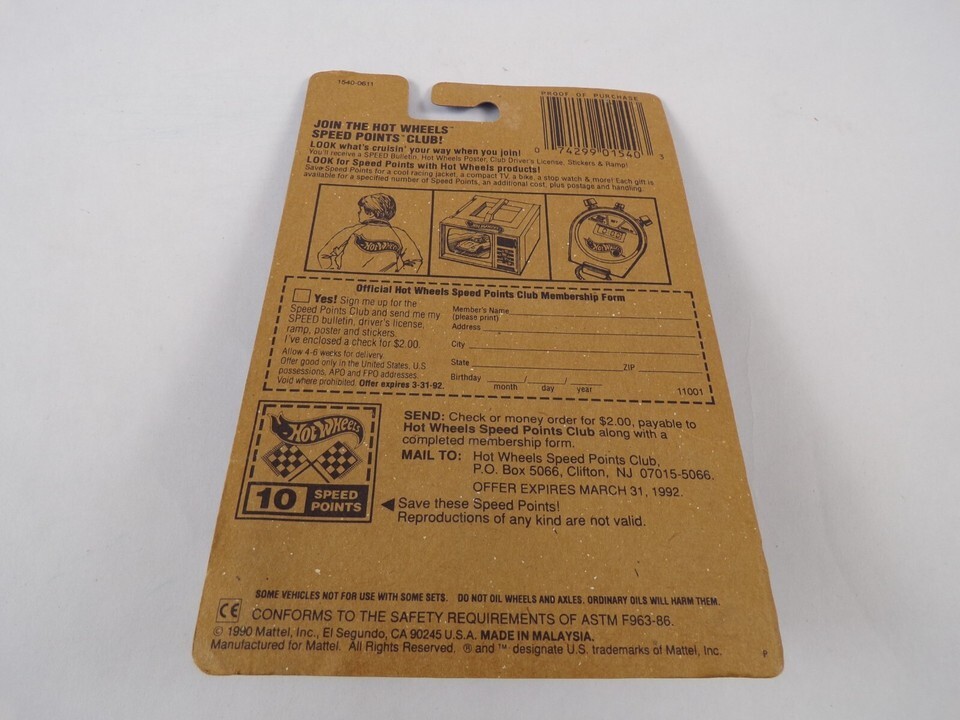 1540-0611
PROOF OF PURCHASE
0 74299 01540 3
JOIN THE HOT WHEELS™
SPEED POINTS™ CLUB!
LOOK what's cruisin' your way when you join!
You'll receive a SPEED Bulletin, Hot Wheels Poster, Club Driver's License, Stickers & Ramp!
LOOK for Speed Points with Hot Wheels products!
Save Speed Points for a cool racing jacket, a compact TV, a bike, a stop watch & more! Each gift is
available for a specified number of Speed Points, an additional cost, plus postage and handling.
Hot Wheels
Hot Wheels
Hot Wheels
Official Hot Wheels Speed Points Club Membership Form
Yes! Sign me up for the
Speed Points Club and send me my
SPEED bulletin, driver's license,
ramp, poster and stickers.
I've enclosed a check for $2.00.
Allow 4-6 weeks for delivery.
Offer good only in the United States, U.S
possessions, APO and FPO addresses.
Void where prohibited. Offer expires 3-31-92.
Member's Name
(please print)
Address
City
State ZIP
Birthday / /
month day year
11001
Hot Wheels
10 SPEED
POINTS
SEND: Check or money order for $2.00, payable to
Hot Wheels Speed Points Club along with a
completed membership form.
MAIL TO: Hot Wheels Speed Points Club,
P.O. Box 5066, Clifton, NJ 07015-5066.
OFFER EXPIRES MARCH 31, 1992.
Save these Speed Points!
Reproductions of any kind are not valid.
SOME VEHICLES NOT FOR USE WITH SOME SETS. DO NOT OIL WHEELS AND AXLES. ORDINARY OILS WILL HARM THEM.
CE CONFORMS TO THE SAFETY REQUIREMENTS OF ASTM F963-86.
© 1990 Mattel, Inc., El Segundo, CA 90245 U.S.A. MADE IN MALAYSIA.
Manufactured for Mattel. All Rights Reserved. ® and ™ designate U.S. trademarks of Mattel, Inc.
P